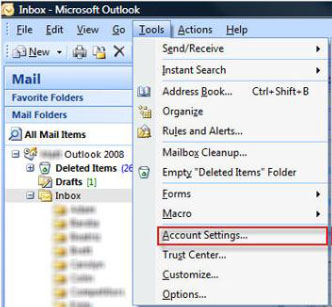 Inbox - Microsoft Outlook
File Edit View Go Tools Actions Help
New
Send/Receive
Instant Search
Address Book... Ctrl+Shift+B
Organize
Rules and Alerts...
Mailbox Cleanup...
Empty "Deleted Items" Folder
Forms
Macro
Account Settings...
Trust Center...
Customize...
Options...
Mail
Favorite Folders
Mail Folders
All Mail Items
Outlook 2008
Deleted Items (26
Drafts [1]
Inbox